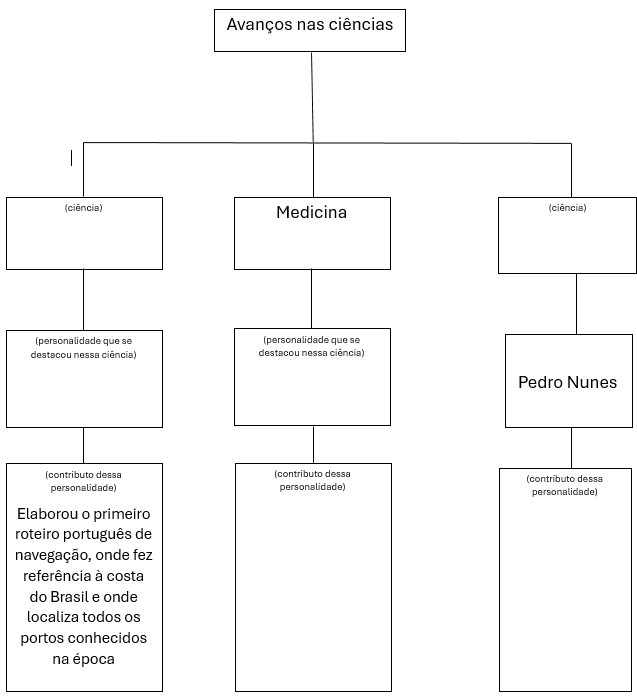 Avanços nas ciências
(ciência)
Medicina
(ciência)
(personalidade que se
destacou nessa ciência)
(personalidade que se
destacou nessa ciência)
Pedro Nunes
(contributo dessa
personalidade)
Elaborou o primeiro
roteiro português de
navegação, onde fez
referência à costa
do Brasil e onde
localiza todos os
portos conhecidos
na época
(contributo dessa
personalidade)
(contributo dessa
personalidade)